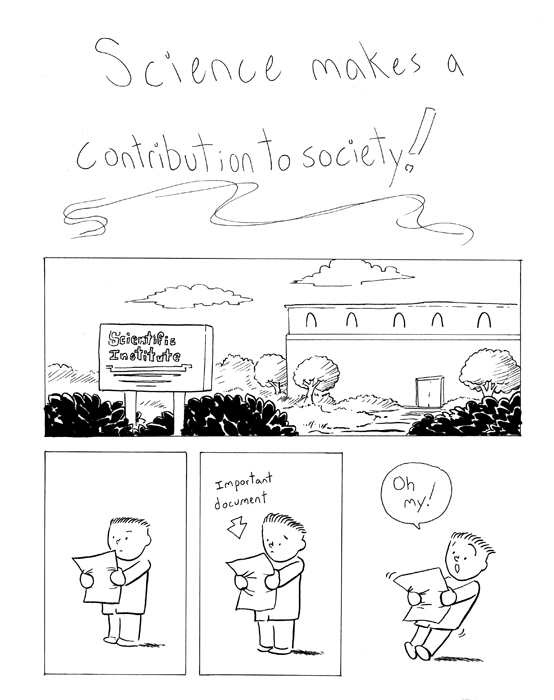 Science makes a
contribution to society!
Scientific
Institute
Important
document
Oh
my!